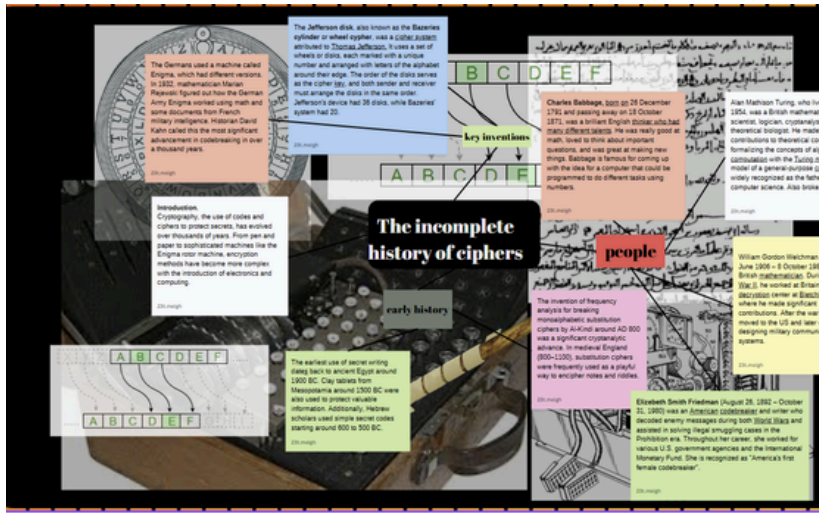 The Germans used a machine called
Enigma, which had different versions.
In 1932, mathematician Marian
Rejewski figured out how the German
Army Enigma worked using math and
some documents from French
military intelligence. Historian David
Kahn called this the most significant
advancement in codebreaking in over
a thousand years.
The Jefferson disk, also known as the Bazeries
cylinder or wheel cypher, was a cipher system
attributed to Thomas Jefferson. It uses a set of
wheels or disks, each marked with a unique
number and arranged with letters of the alphabet
around their edge. The order of the disks serves
as the cipher key, and both sender and receiver
must arrange the disks in the same order.
Jefferson's device had 36 disks, while Bazeries'
system had 20.
B C D E F
key inventions
A B C D E
Charles Babbage, born on 26 December
1791 and passing away on 18 October
1871, was a brilliant English thinker who had
many different talents. He was really good at
math, loved to think about important
questions, and was great at making new
things. Babbage is famous for coming up
with the idea for a computer that could be
programmed to do different tasks using
numbers.
Alan Mathison Turing, who liv
1954, was a British mathemat
scientist, logician, cryptanalys
theoretical biologist. He made
contributions to theoretical co
formalizing the concepts of al
computation with the Turing m
model of a general-purpose c
widely recognized as the fath
computer science. Also broke
Introduction.
Cryptography, the use of codes and
ciphers to protect secrets, has evolved
over thousands of years. From pen and
paper to sophisticated machines like the
Enigma rotor machine, encryption
methods have become more complex
with the introduction of electronics and
computing.
The incomplete
history of ciphers
people
William Gordon Welchman
June 1906 – 8 October 198
British mathematician. Duri
War II, he worked at Britain
decryption center at Bletch
where he made significant
contributions. After the war
moved to the US and later
designing military commun
systems.
early history
The invention of frequency
analysis for breaking
monoalphabetic substitution
ciphers by Al-Kindi around AD 800
was a significant cryptanalytic
advance. In medieval England
(800–1100), substitution ciphers
were frequently used as a playful
way to encipher notes and riddles.
A B C D E F
A B C D E F
The earliest use of secret writing
dates back to ancient Egypt around
1900 BC. Clay tablets from
Mesopotamia around 1500 BC were
also used to protect valuable
information. Additionally, Hebrew
scholars used simple secret codes
starting around 600 to 500 BC.
Elizebeth Smith Friedman (August 26, 1892 – October
31, 1980) was an American codebreaker and writer who
decoded enemy messages during both World Wars and
assisted in solving illegal smuggling cases in the
Prohibition era. Throughout her career, she worked for
various U.S. government agencies and the International
Monetary Fund. She is recognized as "America's first
female codebreaker".